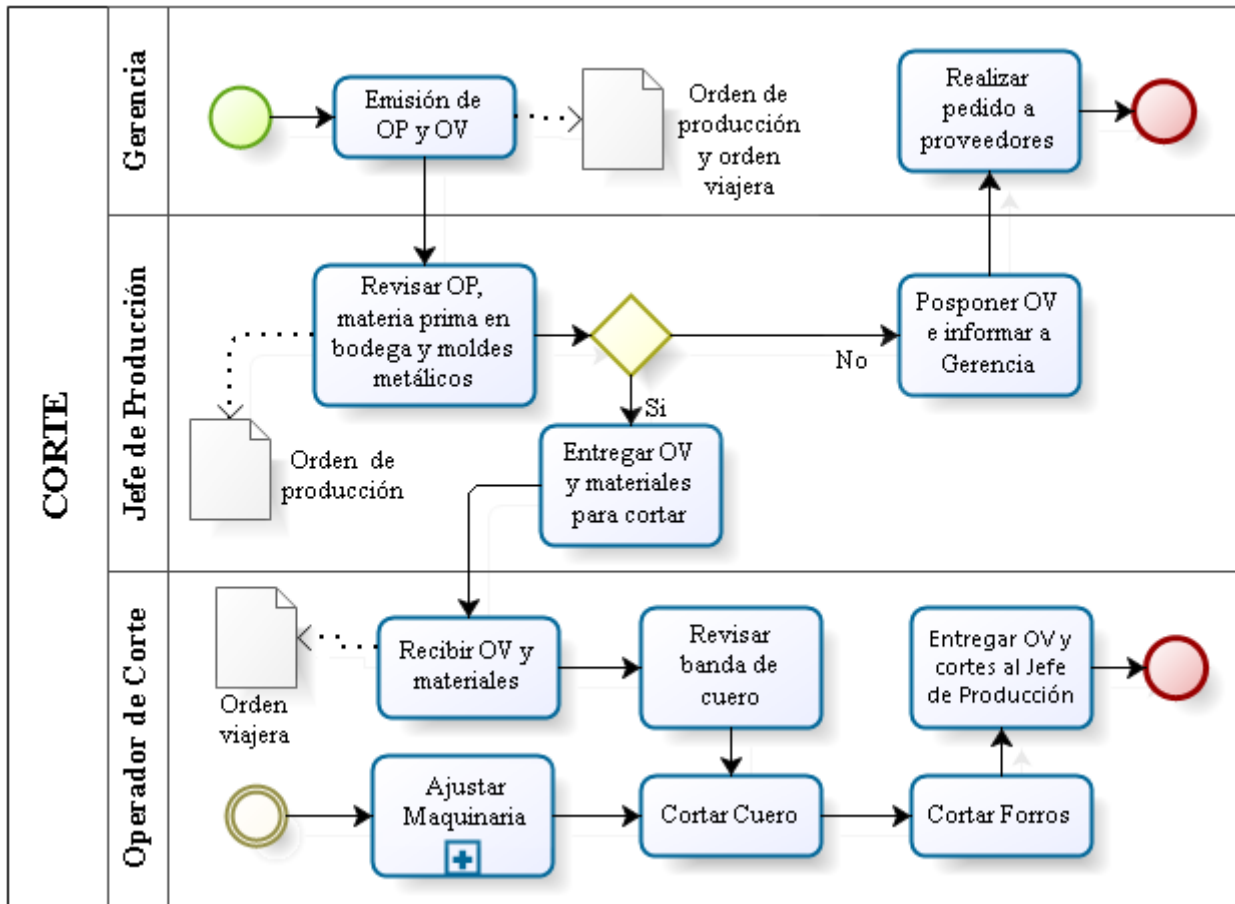 CORTE
Gerencia
Emisión de
OP y OV
Orden de
producción
y orden
viajera
Realizar
pedido a
proveedores
Jefe de Producción
Revisar OP,
materia prima en
bodega y moldes
metálicos
Orden de
producción
No
Si
Posponer OV
e informar a
Gerencia
Entregar OV
y materiales
para cortar
Operador de Corte
Orden
viajera
Recibir OV y
materiales
Revisar
banda de
cuero
Entregar OV y
cortes al Jefe
de Producción
Ajustar
Maquinaria
Cortar Cuero
Cortar Forros